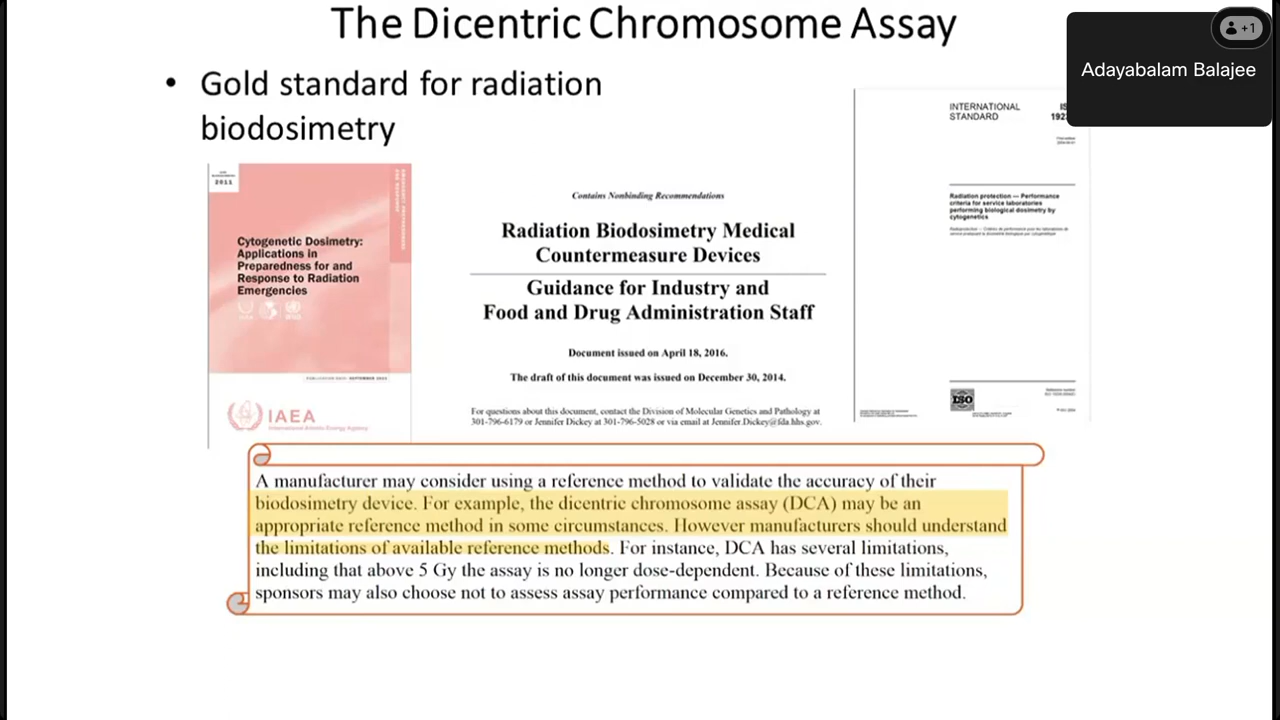 The Dicentric Chromosome Assay
+1
Adayabalam Balajee
• Gold standard for radiation
biodosimetry
2011
Cytogenetic Dosimetry:
Applications in
Preparedness for and
Response to Radiation
Emergencies
IAEA
International Atomic Energy Agency
Contains Nonbinding Recommendations
Radiation Biodosimetry Medical
Countermeasure Devices
Guidance for Industry and
Food and Drug Administration Staff
Document issued on April 18, 2016.
The draft of this document was issued on December 30, 2014.
For questions about this document, contact the Division of Molecular Genetics and Pathology at
301-796-6179 or Jennifer Dickey at 301-796-5028 or via email at Jennifer.Dickey@fda.hhs.gov.
INTERNATIONAL
STANDARD
Radiation protection — Performance
criteria for service laboratories
performing biological dosimetry by
cytogenetics
ISO
A manufacturer may consider using a reference method to validate the accuracy of their
biodosimetry device. For example, the dicentric chromosome assay (DCA) may be an
appropriate reference method in some circumstances. However manufacturers should understand
the limitations of available reference methods. For instance, DCA has several limitations,
including that above 5 Gy the assay is no longer dose-dependent. Because of these limitations,
sponsors may also choose not to assess assay performance compared to a reference method.